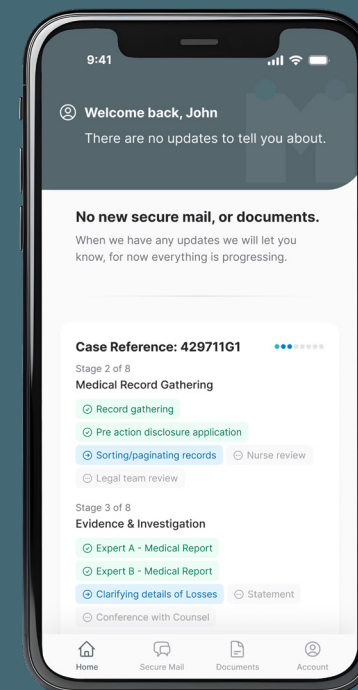 9:41
Welcome back, John
There are no updates to tell you about.
No new secure mail, or documents.
When we have any updates we will let you
know, for now everything is progressing.
Case Reference: 429711G1
Stage 2 of 8
Medical Record Gathering
Record gathering
Pre action disclosure application
Sorting/paginating records Nurse review
Legal team review
Stage 3 of 8
Evidence & Investigation
Expert A - Medical Report
Expert B - Medical Report
Clarifying details of Losses Statement
Conference with Counsel
Home Secure Mail Documents Account